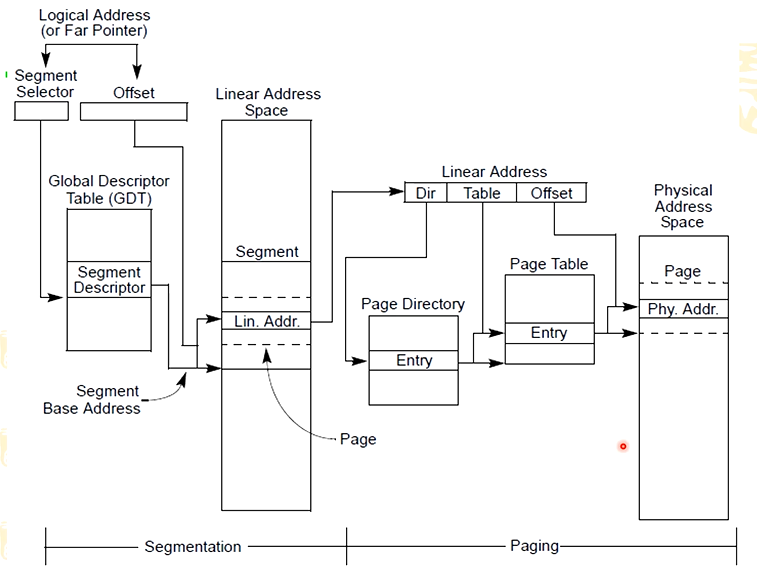 Logical Address
(or Far Pointer)
Segment
Selector
Offset
Linear Address
Space
Global Descriptor
Table (GDT)
Segment
Descriptor
Segment
Lin. Addr.
Segment
Base Address
Page
Linear Address
Dir
Table
Offset
Physical
Address
Space
Page Table
Entry
Page Directory
Entry
Page
Phy. Addr.
Segmentation
Paging